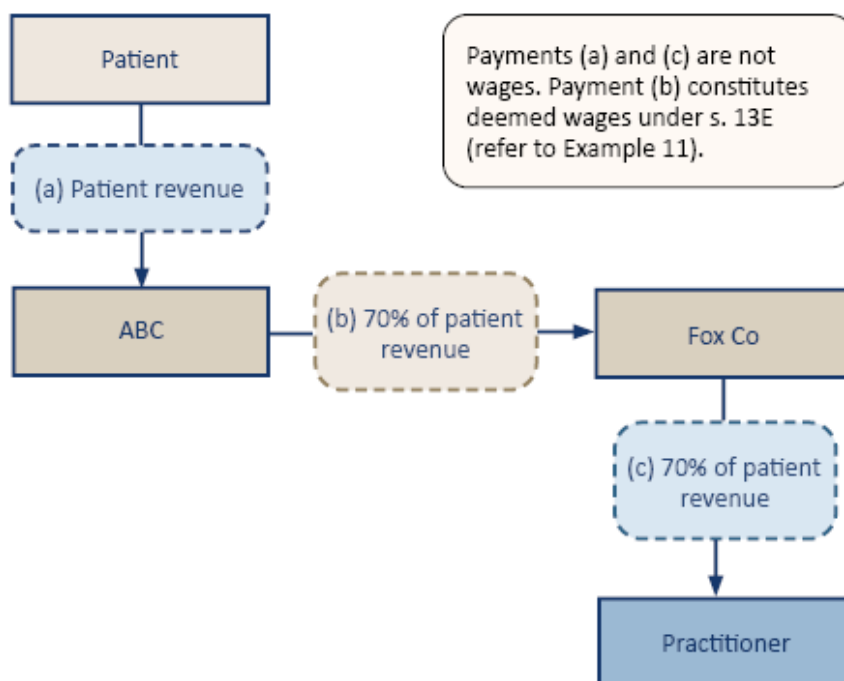 Patient
Payments (a) and (c) are not
wages. Payment (b) constitutes
deemed wages under s. 13E
(refer to Example 11).
(a) Patient revenue
ABC
(b) 70% of patient
revenue
Fox Co
(c) 70% of patient
revenue
Practitioner